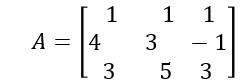 A = [ 1 1 1
4 3 − 1
3 5 3 ]